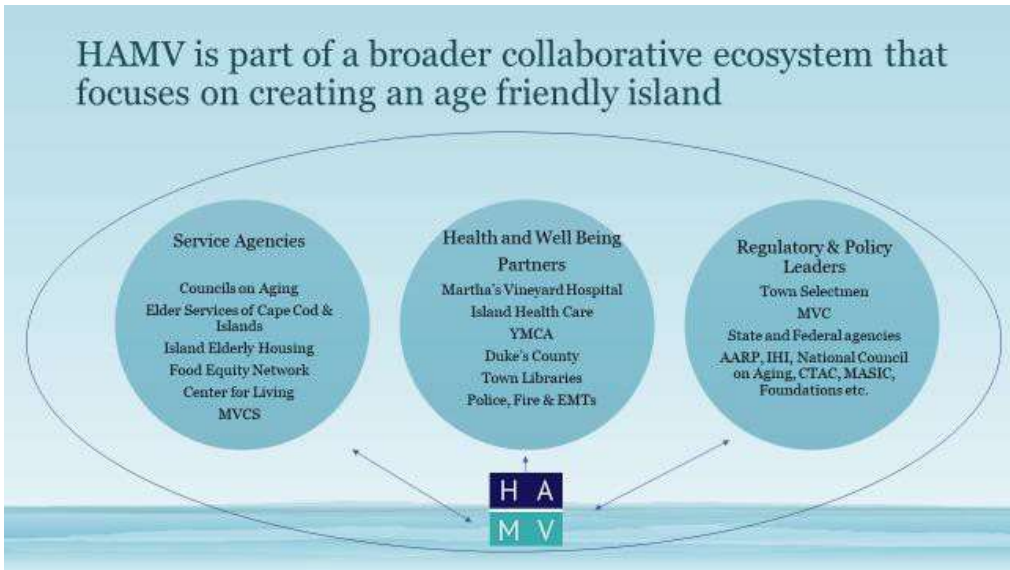 HAMV is part of a broader collaborative ecosystem that
focuses on creating an age friendly island
Service Agencies
Councils on Aging
Elder Services of Cape Cod &
Islands
Island Elderly Housing
Food Equity Network
Center for Living
MVCS
Health and Well Being
Partners
Martha's Vineyard Hospital
Island Health Care
YMCA
Duke's County
Town Libraries
Police, Fire & EMTs
Regulatory & Policy
Leaders
Town Selectmen
MVC
State and Federal agencies
AARP, IHI, National Council
on Aging, CTAC, MASIC,
Foundations etc.
H A
M V